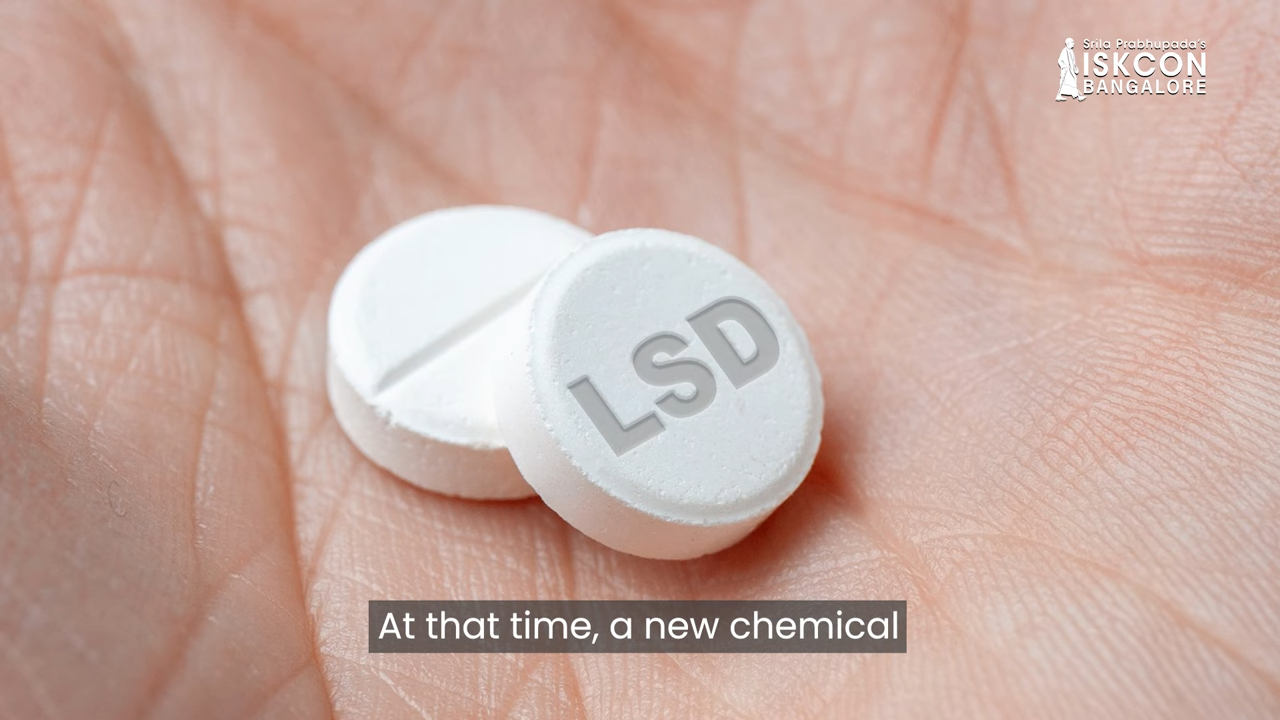 Srila Prabhupada's
ISKCON
BANGALORE
LSD
At that time, a new chemical